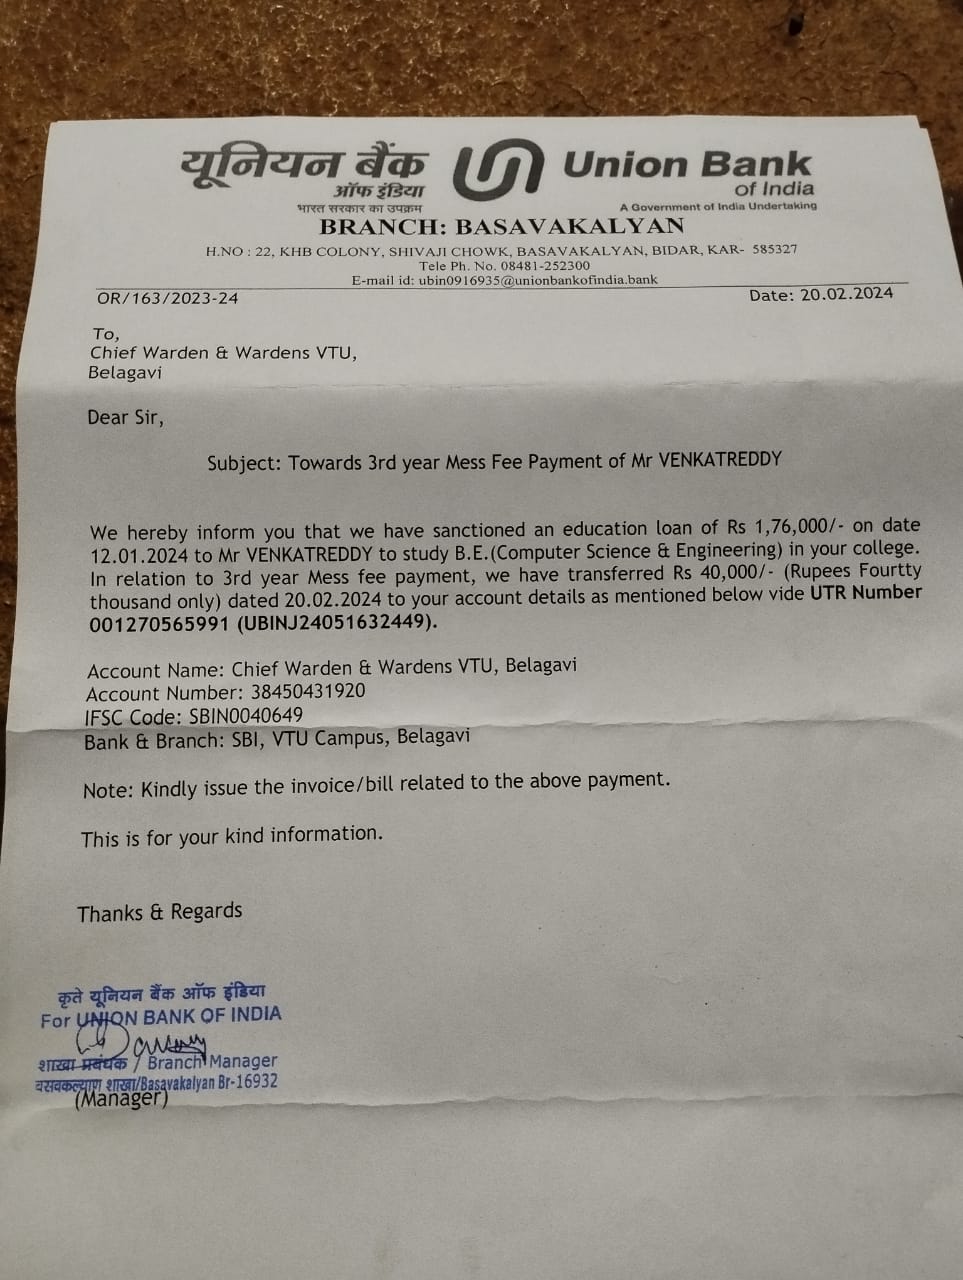 यूनियन बैंक
ऑफ इंडिया
भारत सरकार का उपक्रम
Union Bank
of India
A Government of India Undertaking
BRANCH: BASAVAKALYAN
H.NO : 22, KHB COLONY, SHIVAJI CHOWK, BASAVAKALYAN, BIDAR, KAR- 585327
Tele Ph. No. 08481-252300
E-mail id: ubin0916935@unionbankofindia.bank
OR/163/2023-24 Date: 20.02.2024
To,
Chief Warden & Wardens VTU,
Belagavi
Dear Sir,
Subject: Towards 3rd year Mess Fee Payment of Mr VENKATREDDY
We hereby inform you that we have sanctioned an education loan of Rs 1,76,000/- on date
12.01.2024 to Mr VENKATREDDY to study B.E.(Computer Science & Engineering) in your college.
In relation to 3rd year Mess fee payment, we have transferred Rs 40,000/- (Rupees Fourtty
thousand only) dated 20.02.2024 to your account details as mentioned below vide UTR Number
001270565991 (UBINJ24051632449).
Account Name: Chief Warden & Wardens VTU, Belagavi
Account Number: 38450431920
IFSC Code: SBIN0040649
Bank & Branch: SBI, VTU Campus, Belagavi
Note: Kindly issue the invoice/bill related to the above payment.
This is for your kind information.
Thanks & Regards
कृते यूनियन बैंक ऑफ इंडिया
For UNION BANK OF INDIA
शाखा प्रबंधक / Branch Manager
बसवकल्याण शाखा/Basavakalyan Br-16932
(Manager)